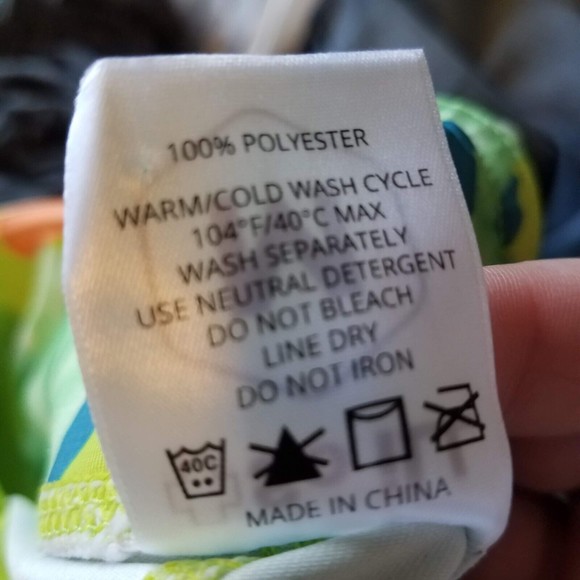 100% POLYESTER
WARM/COLD WASH CYCLE
104°F/40°C MAX
WASH SEPARATELY
USE NEUTRAL DETERGENT
DO NOT BLEACH
LINE DRY
DO NOT IRON
40C
MADE IN CHINA